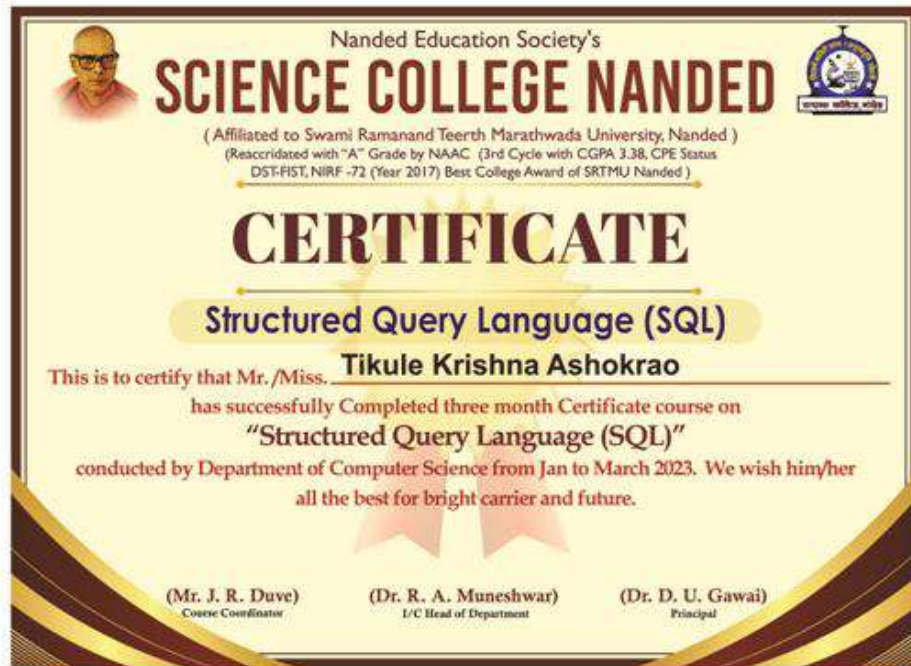 Nanded Education Society's
SCIENCE COLLEGE NANDED
( Affiliated to Swami Ramanand Teerth Marathwada University, Nanded )
(Reaccridated with "A" Grade by NAAC (3rd Cycle with CGPA 3.38, CPE Status
DST-FIST, NIRF -72 (Year 2017) Best College Award of SRTMU Nanded )
CERTIFICATE
Structured Query Language (SQL)
This is to certify that Mr. /Miss. Tikule Krishna Ashokrao
has successfully Completed three month Certificate course on
"Structured Query Language (SQL)"
conducted by Department of Computer Science from Jan to March 2023. We wish him/her
all the best for bright carrier and future.
(Mr. J. R. Duve) (Dr. R. A. Muneshwar) (Dr. D. U. Gawai)
Course Coordinator I/C Head of Department Principal